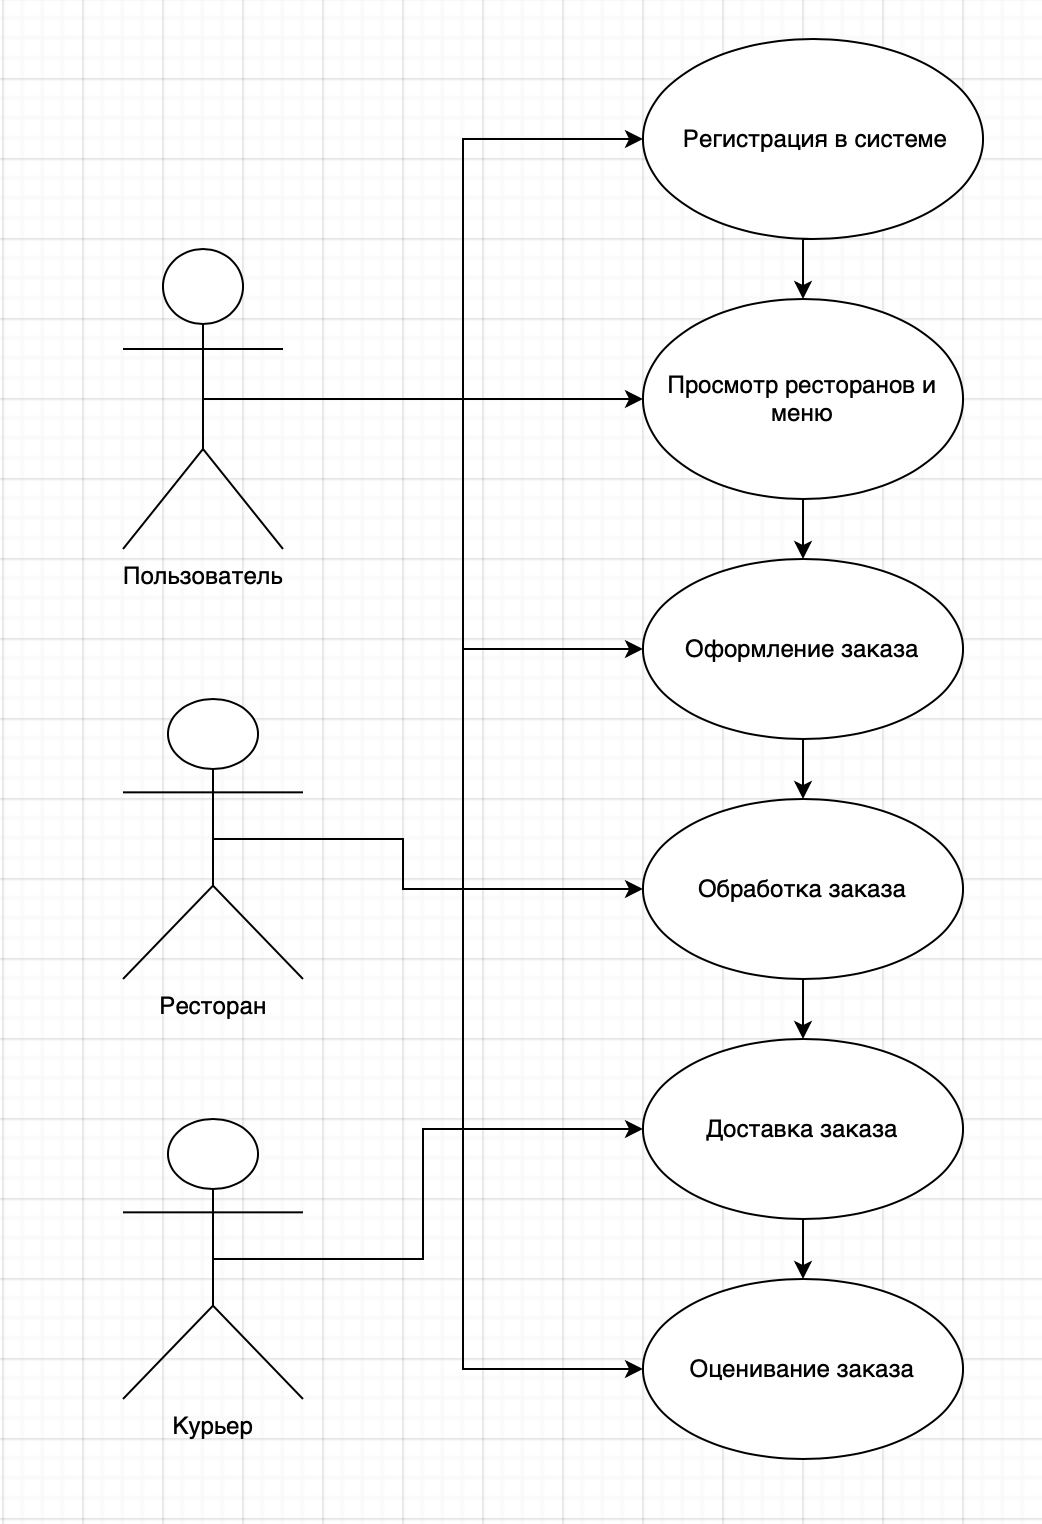 Регистрация в системе
Просмотр ресторанов и
меню
Пользователь
Оформление заказа
Обработка заказа
Ресторан
Доставка заказа
Оценивание заказа
Курьер